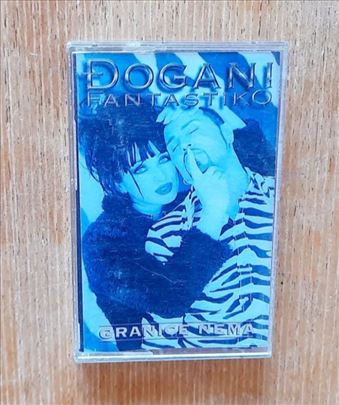 ĐOGANI
FANTASTIKO
GRANICE NEMA